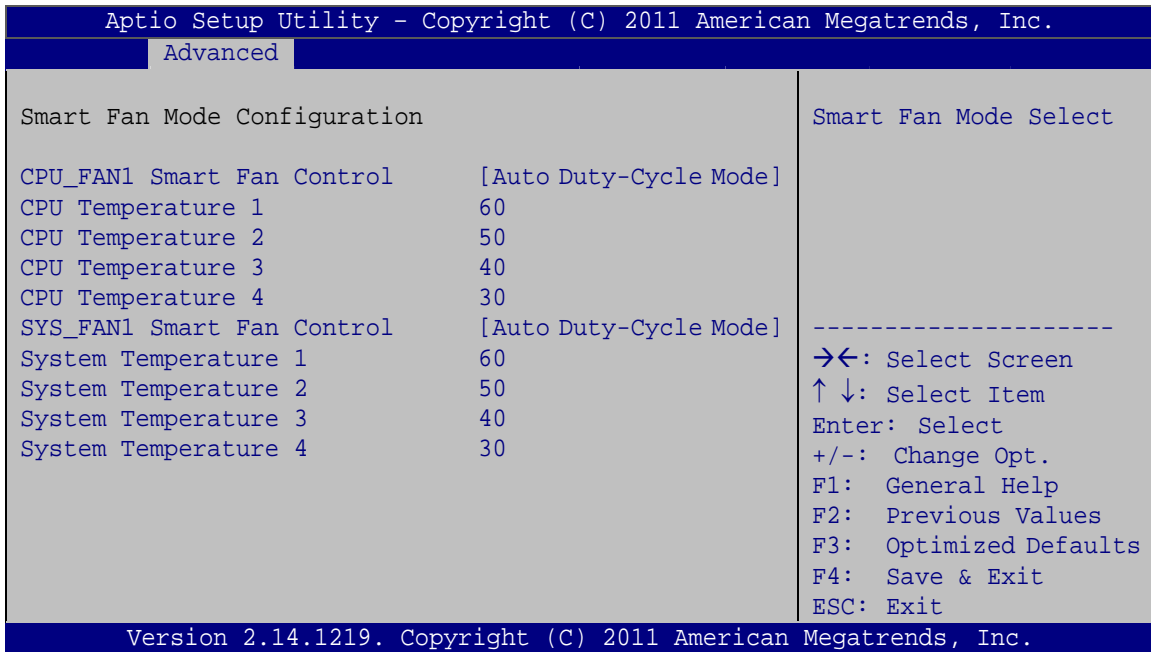 Aptio Setup Utility – Copyright (C) 2011 American Megatrends, Inc.
Advanced
Smart Fan Mode Configuration
CPU_FAN1 Smart Fan Control [Auto Duty-Cycle Mode]
CPU Temperature 1 60
CPU Temperature 2 50
CPU Temperature 3 40
CPU Temperature 4 30
SYS_FAN1 Smart Fan Control [Auto Duty-Cycle Mode]
System Temperature 1 60
System Temperature 2 50
System Temperature 3 40
System Temperature 4 30
Smart Fan Mode Select
---------------------
→←: Select Screen
↑ ↓: Select Item
Enter: Select
+/-: Change Opt.
F1: General Help
F2: Previous Values
F3: Optimized Defaults
F4: Save & Exit
ESC: Exit
Version 2.14.1219. Copyright (C) 2011 American Megatrends, Inc.